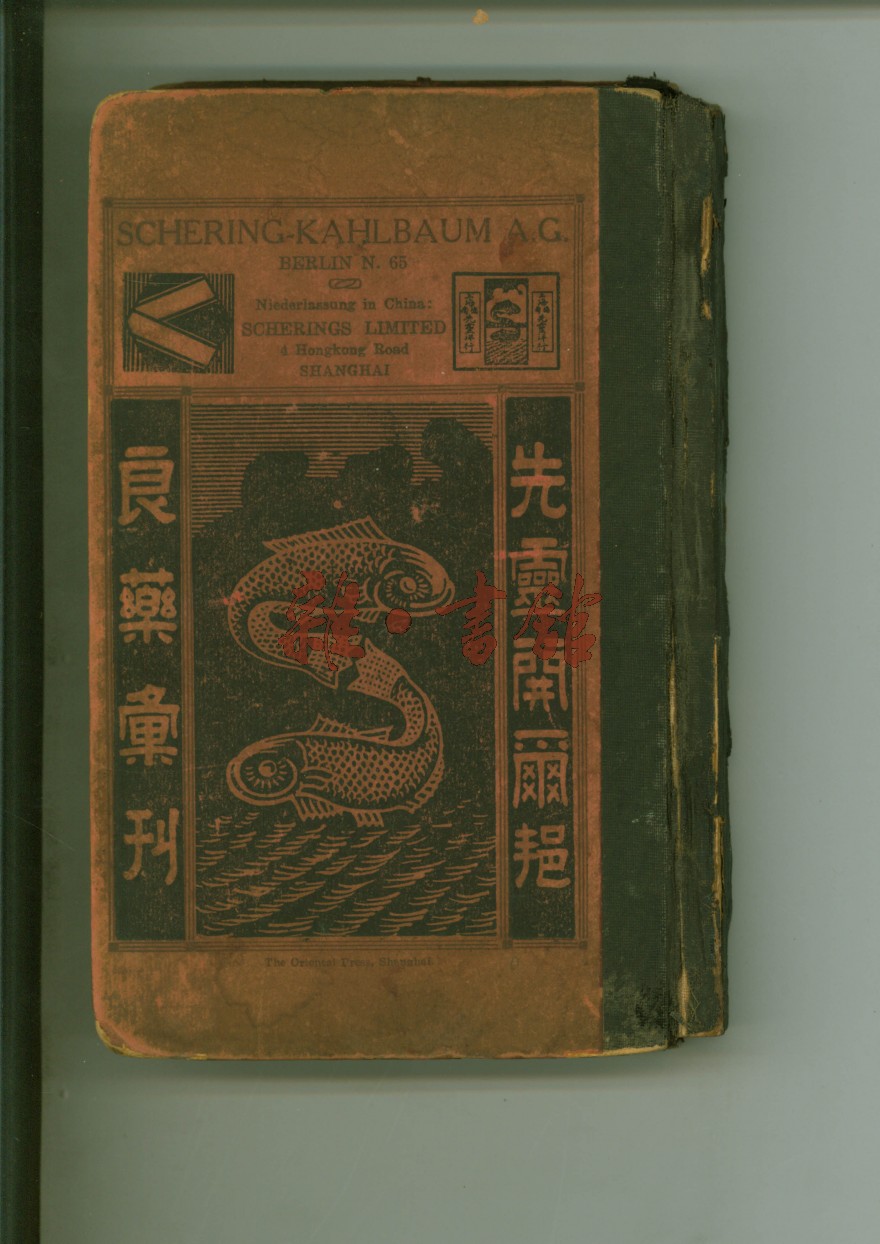 SCHERING-KAHLBAUM A.G.
BERLIN N. 65
Niederlassung in China:
SCHERINGS LIMITED
4 Hongkong Road
SHANGHAI
先靈開爾邦
良藥彙刊
雜·書館
The Oriental Press, Shanghai.